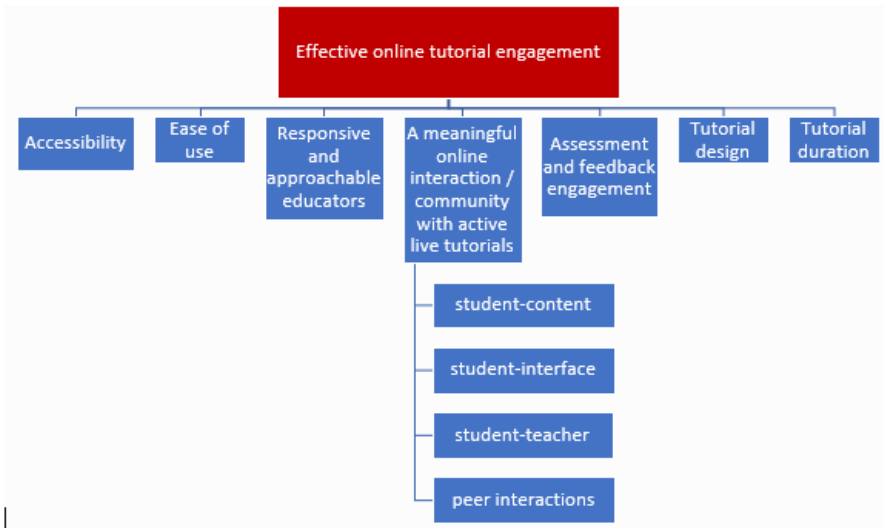 Effective online tutorial engagement
Accessibility
Ease of
use
Responsive
and
approachable
educators
A meaningful
online
interaction /
community
with active
live tutorials
Assessment
and feedback
engagement
Tutorial
design
Tutorial
duration
student-content
student-interface
student-teacher
peer interactions